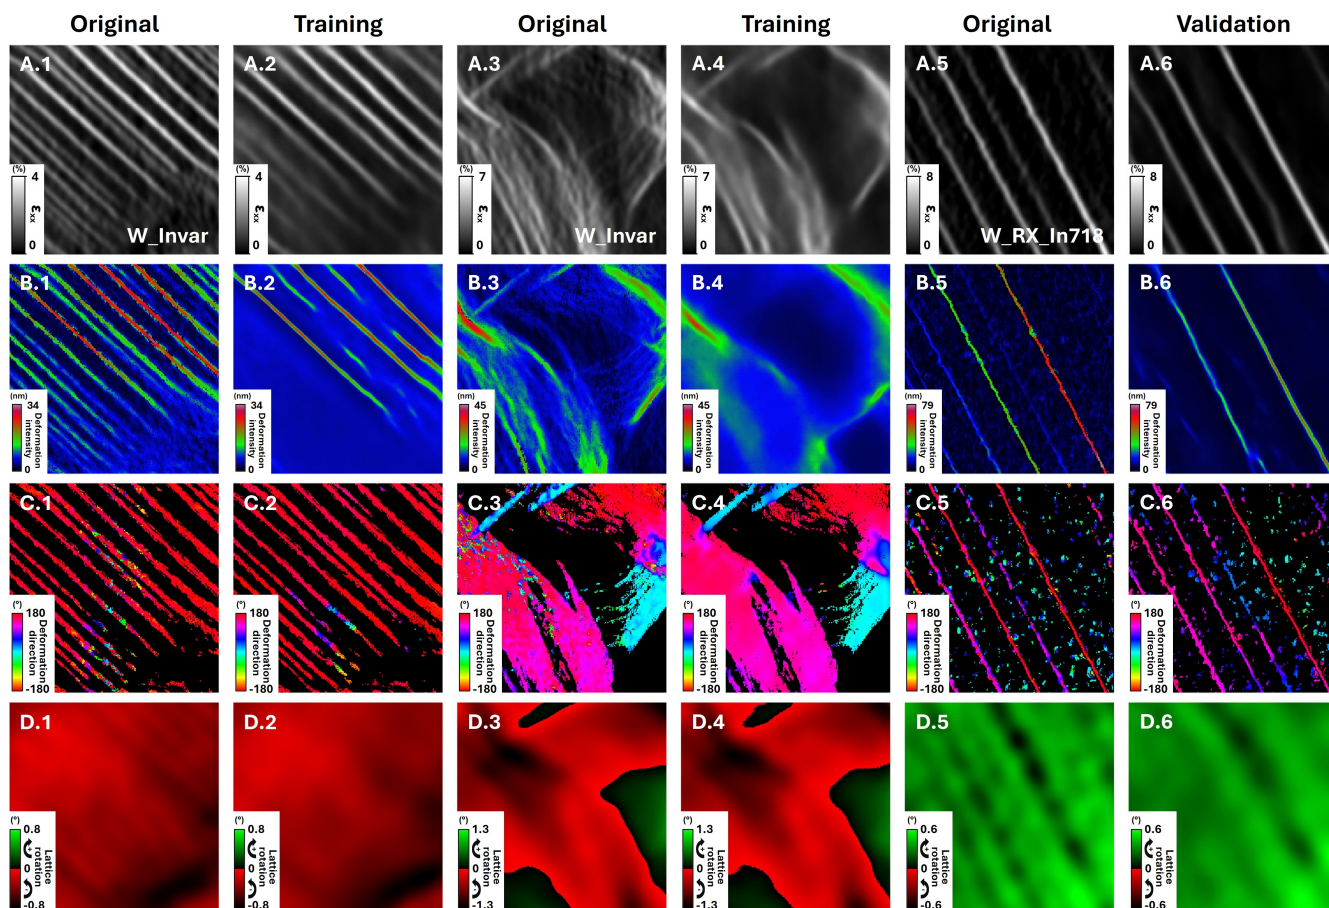 Original Training Original Training Original Validation
A.1 A.2 A.3 A.4 A.5 A.6
(%) 4 εxx 0 W_Invar
(%) 4 εxx 0
(%) 7 εxx 0 W_Invar
(%) 7 εxx 0
(%) 8 εxx 0 W_RX_In718
(%) 8 εxx 0
B.1 B.2 B.3 B.4 B.5 B.6
(nm) 34 Deformation intensity 0
(nm) 34 Deformation intensity 0
(nm) 45 Deformation intensity 0
(nm) 45 Deformation intensity 0
(nm) 79 Deformation intensity 0
(nm) 79 Deformation intensity 0
C.1 C.2 C.3 C.4 C.5 C.6
(°) 180 Deformation direction -180
(°) 180 Deformation direction -180
(°) 180 Deformation direction -180
(°) 180 Deformation direction -180
(°) 180 Deformation direction -180
(°) 180 Deformation direction -180
D.1 D.2 D.3 D.4 D.5 D.6
(°) 0.8 0 Lattice rotation -0.8
(°) 0.8 0 Lattice rotation -0.8
(°) 1.3 0 Lattice rotation -1.3
(°) 1.3 0 Lattice rotation -1.3
(°) 0.6 0 Lattice rotation -0.6
(°) 0.6 0 Lattice rotation -0.6